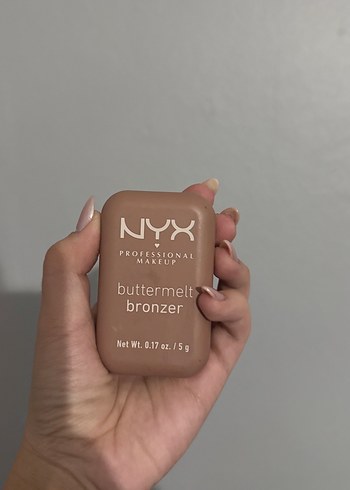 NYX
PROFESSIONAL
MAKEUP
buttermelt
bronzer
Net Wt. 0.17 oz. / 5 g